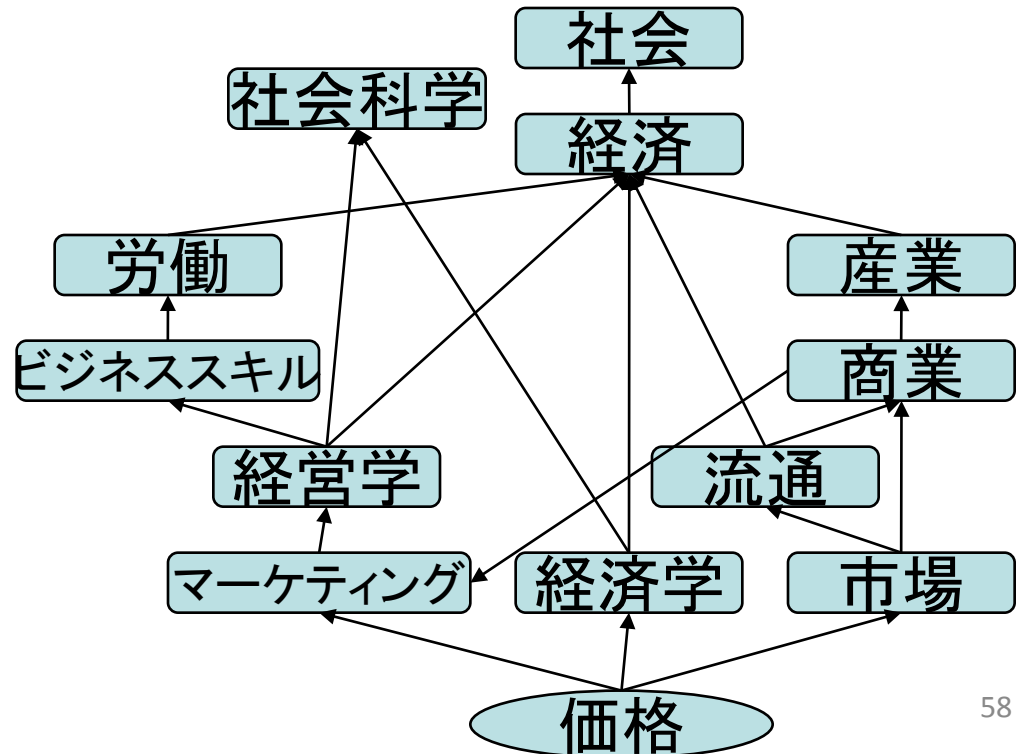 社会
社会科学
経済
労働
産業
ビジネススキル
商業
経営学
流通
マーケティング
経済学
市場
価格
58